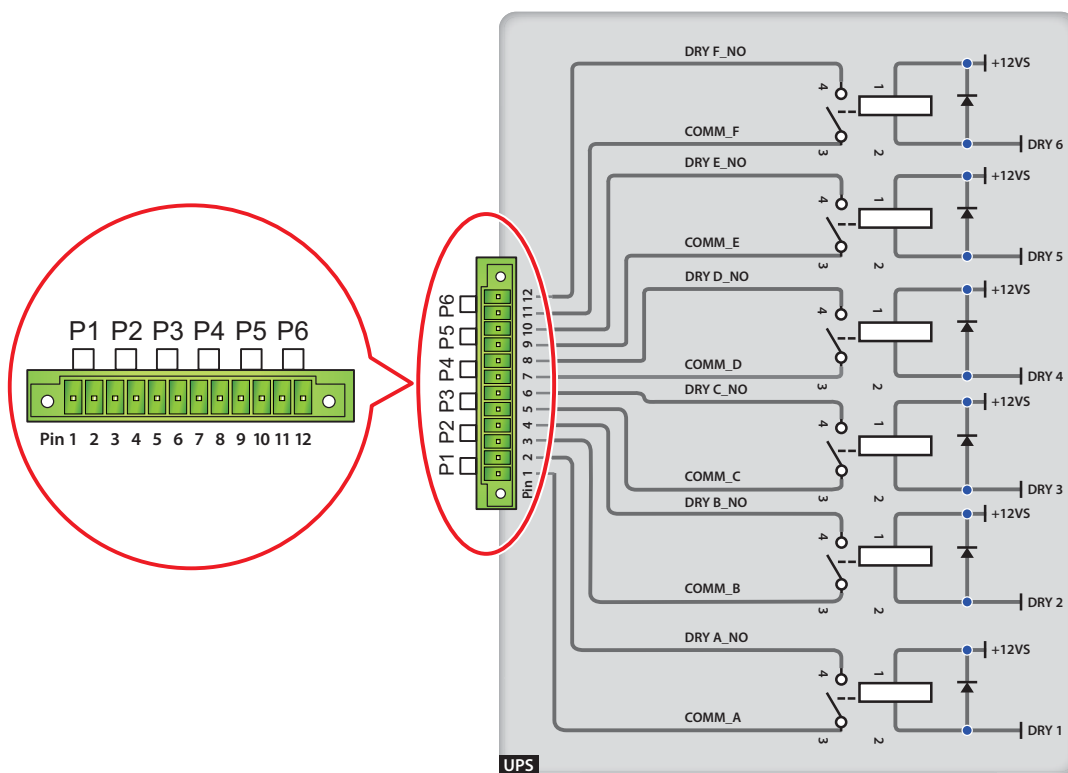 P1 P2 P3 P4 P5 P6
Pin 1 2 3 4 5 6 7 8 9 10 11 12
P6
P5
P4
P3
P2
P1
12
11
10
9
8
7
6
5
4
3
2
Pin 1
DRY F_NO
4
1
+12VS
COMM_F
3
2
DRY 6
DRY E_NO
4
1
+12VS
COMM_E
3
2
DRY 5
DRY D_NO
4
1
+12VS
COMM_D
3
2
DRY 4
DRY C_NO
4
1
+12VS
COMM_C
3
2
DRY 3
DRY B_NO
4
1
+12VS
COMM_B
3
2
DRY 2
DRY A_NO
4
1
+12VS
COMM_A
3
2
DRY 1
UPS